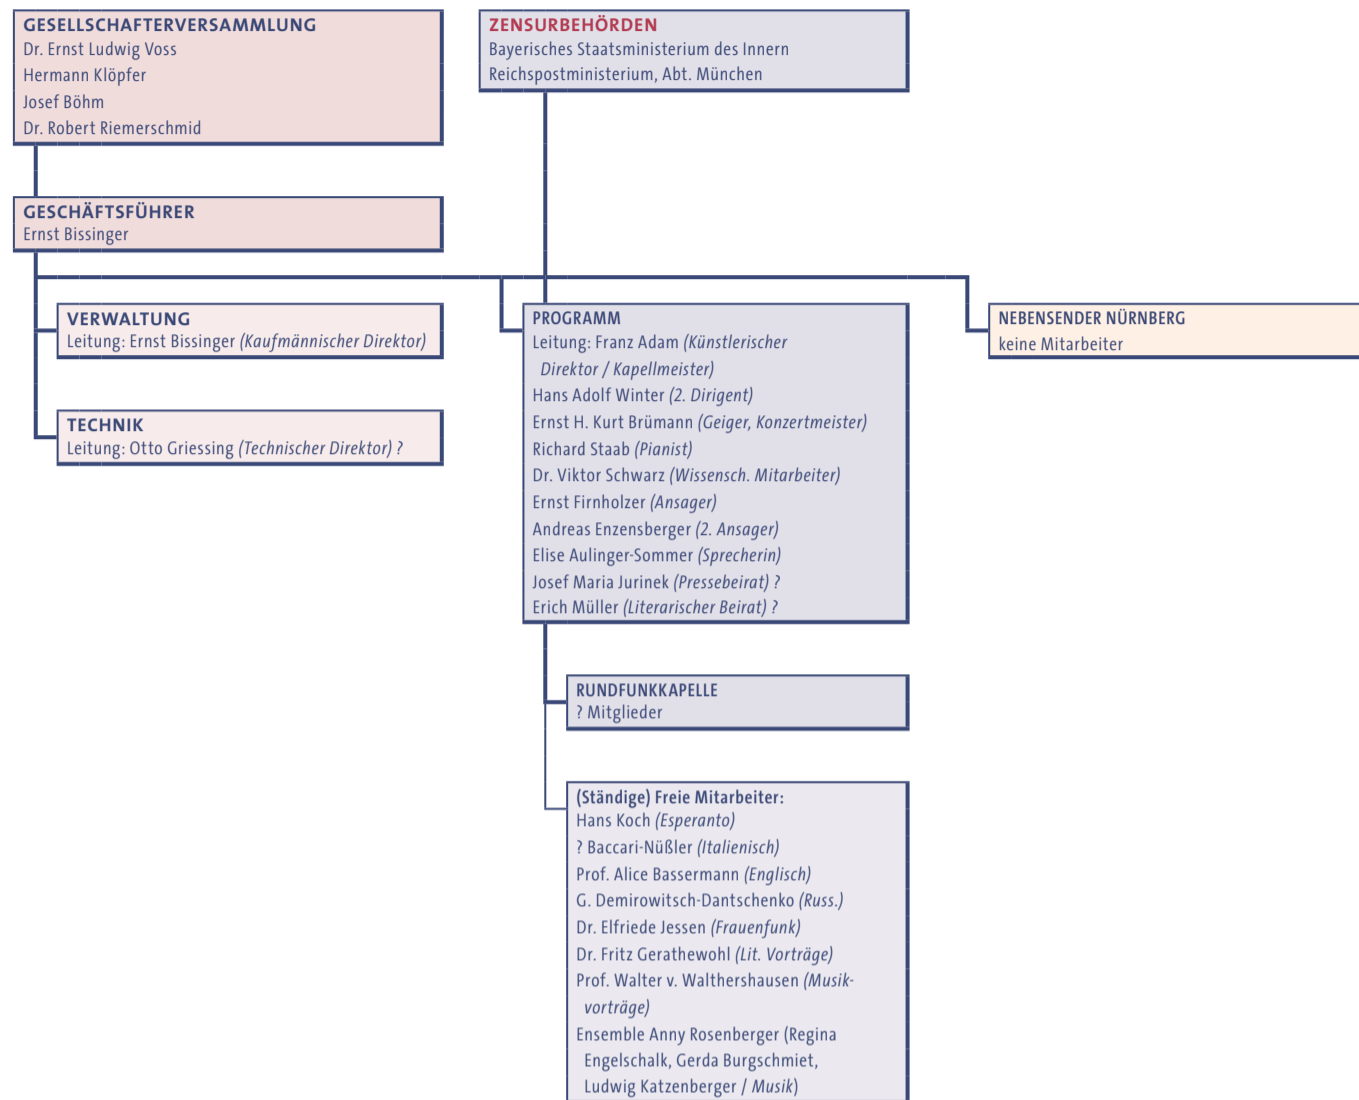 GESELLSCHAFTERVERSAMMLUNG
Dr. Ernst Ludwig Voss
Hermann Klöpfer
Josef Böhm
Dr. Robert Riemerschmid
ZENSURBEHÖRDEN
Bayerisches Staatsministerium des Innern
Reichspostministerium, Abt. München
GESCHÄFTSFÜHRER
Ernst Bissinger
VERWALTUNG
Leitung: Ernst Bissinger (Kaufmännischer Direktor)
TECHNIK
Leitung: Otto Griessing (Technischer Direktor) ?
PROGRAMM
Leitung: Franz Adam (Künstlerischer
Direktor / Kapellmeister)
Hans Adolf Winter (2. Dirigent)
Ernst H. Kurt Brümann (Geiger, Konzertmeister)
Richard Staab (Pianist)
Dr. Viktor Schwarz (Wissensch. Mitarbeiter)
Ernst Firnholzer (Ansager)
Andreas Enzensberger (2. Ansager)
Elise Aulinger-Sommer (Sprecherin)
Josef Maria Jurinek (Pressebeirat) ?
Erich Müller (Literarischer Beirat) ?
NEBENSENDER NÜRNBERG
keine Mitarbeiter
RUNDFUNKKAPELLE
? Mitglieder
(Ständige) Freie Mitarbeiter:
Hans Koch (Esperanto)
? Baccari-Nüßler (Italienisch)
Prof. Alice Bassermann (Englisch)
G. Demirowitsch-Dantschenko (Russ.)
Dr. Elfriede Jessen (Frauenfunk)
Dr. Fritz Gerathewohl (Lit. Vorträge)
Prof. Walter v. Walthershausen (Musik-
vorträge)
Ensemble Anny Rosenberger (Regina
Engelschalk, Gerda Burgschmiet,
Ludwig Katzenberger / Musik)